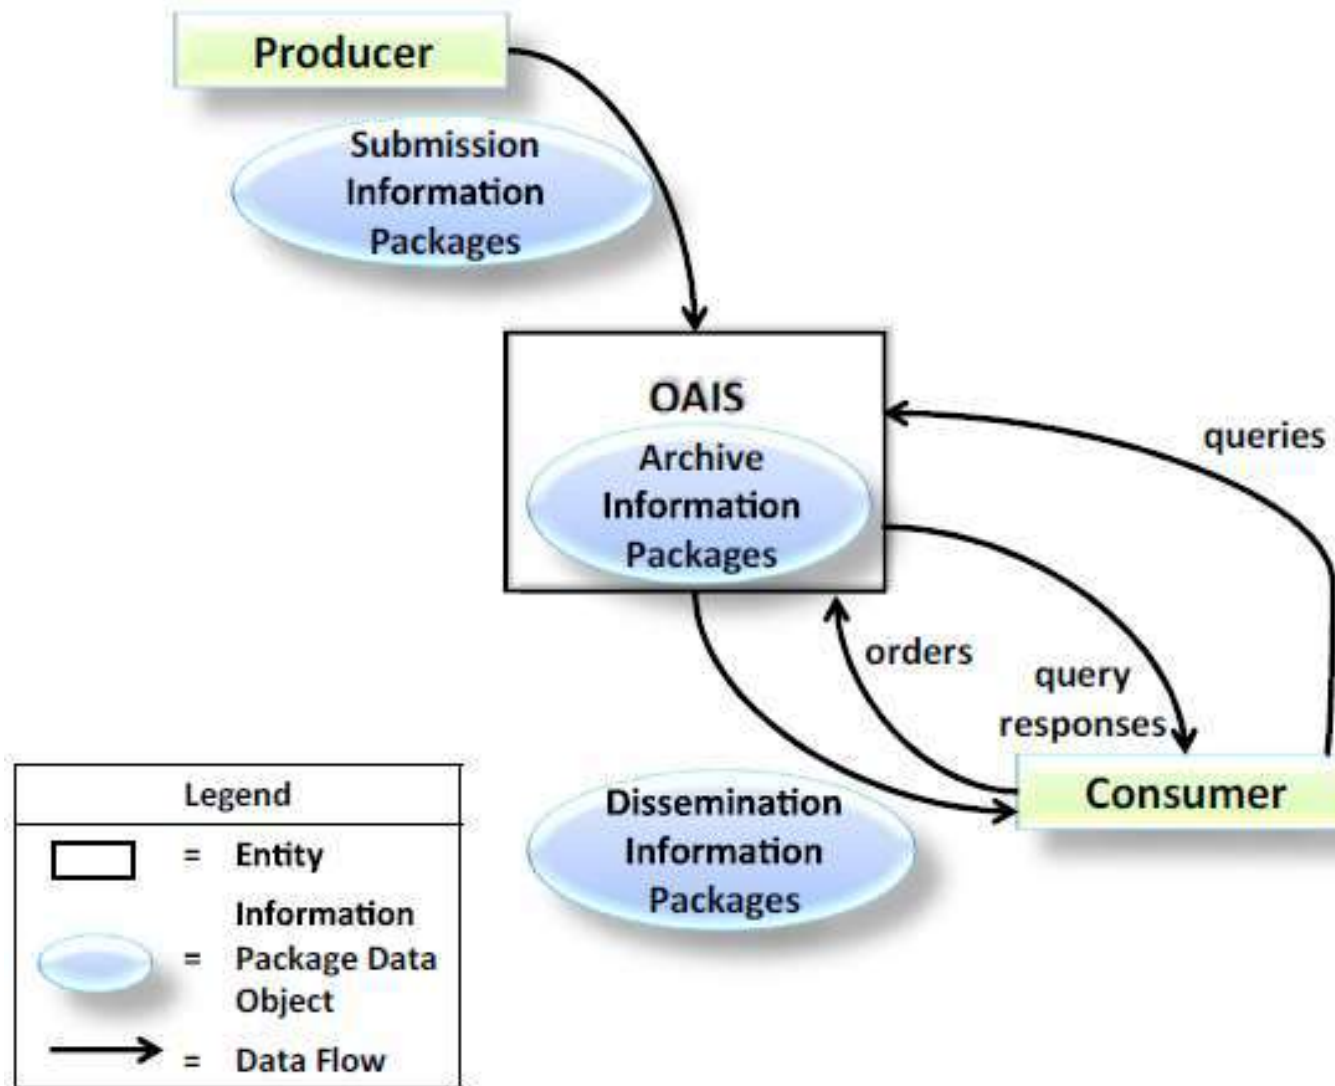 Producer
Submission
Information
Packages
OAIS
Archive
Information
Packages
queries
orders
query
responses
Consumer
Dissemination
Information
Packages
Legend
= Entity
Information
= Package Data
Object
= Data Flow